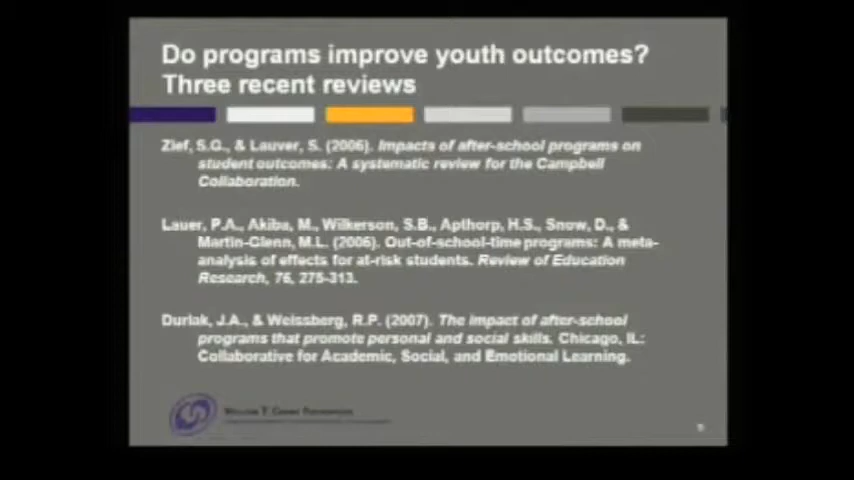 Do programs improve youth outcomes?
Three recent reviews
Zief, S.G., & Lauver, S. (2006). Impacts of after-school programs on
student outcomes: A systematic review for the Campbell
Collaboration.
Lauer, P.A., Akiba, M., Wilkerson, S.B., Apthorp, H.S., Snow, D., &
Martin-Glenn, M.L. (2006). Out-of-school-time programs: A meta-
analysis of effects for at-risk students. Review of Education
Research, 76, 275-313.
Durlak, J.A., & Weissberg, R.P. (2007). The impact of after-school
programs that promote personal and social skills. Chicago, IL:
Collaborative for Academic, Social, and Emotional Learning.
William T. Grant Foundation